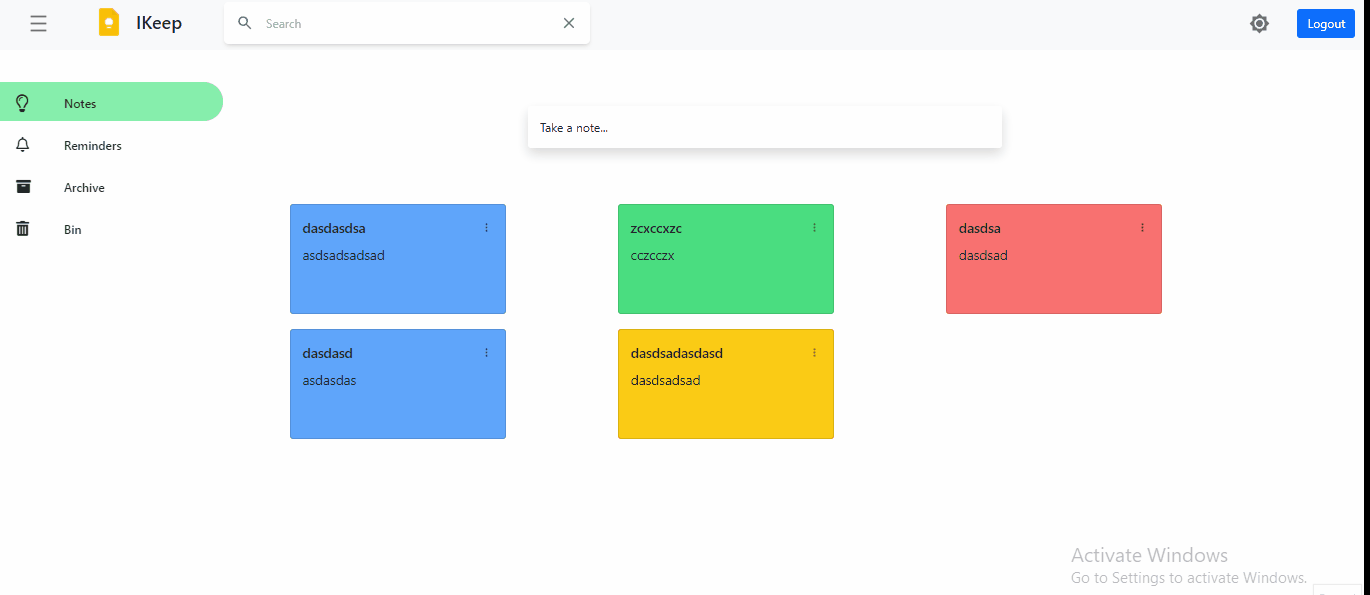 IKeep
Search
Logout
Notes
Reminders
Archive
Bin
Take a note...
dasdasdsa
asdsadsadsad
zcxccxzc
cczcczx
dasdsa
dasdsad
dasdasd
asdasdas
dasdsadasdasd
dasdsadsad
Activate Windows
Go to Settings to activate Windows.